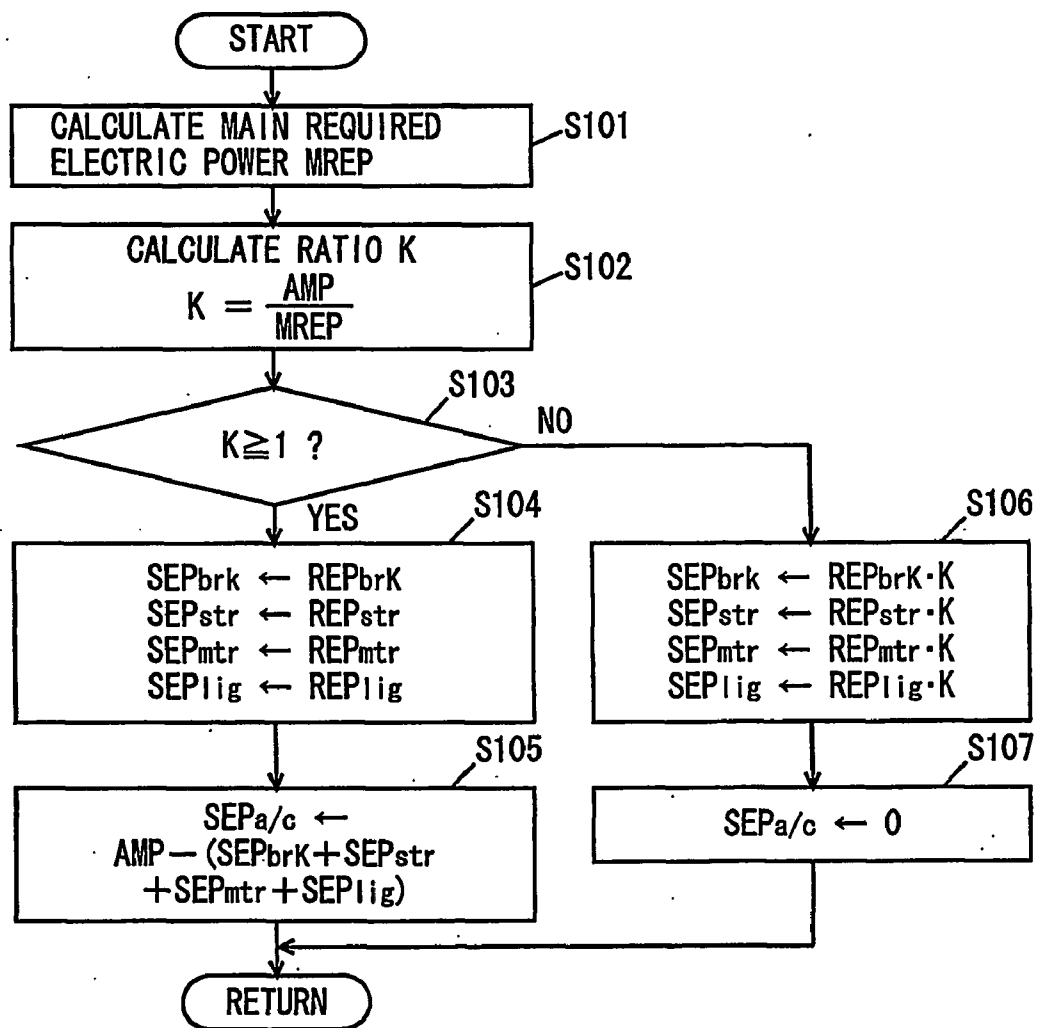 START
CALCULATE MAIN REQUIRED
ELECTRIC POWER MREP
S101
CALCULATE RATIO K
K = AMP
MREP
S102
S103
K≧1 ?
NO
YES
S104
SEPbrk ← REPbrK
SEPstr ← REPstr
SEPmtr ← REPmtr
SEPlig ← REPlig
S106
SEPbrk ← REPbrK·K
SEPstr ← REPstr·K
SEPmtr ← REPmtr·K
SEPlig ← REPlig·K
S105
SEPa/c ←
AMP－(SEPbrK＋SEPstr
＋SEPmtr＋SEPlig)
S107
SEPa/c ← 0
RETURN